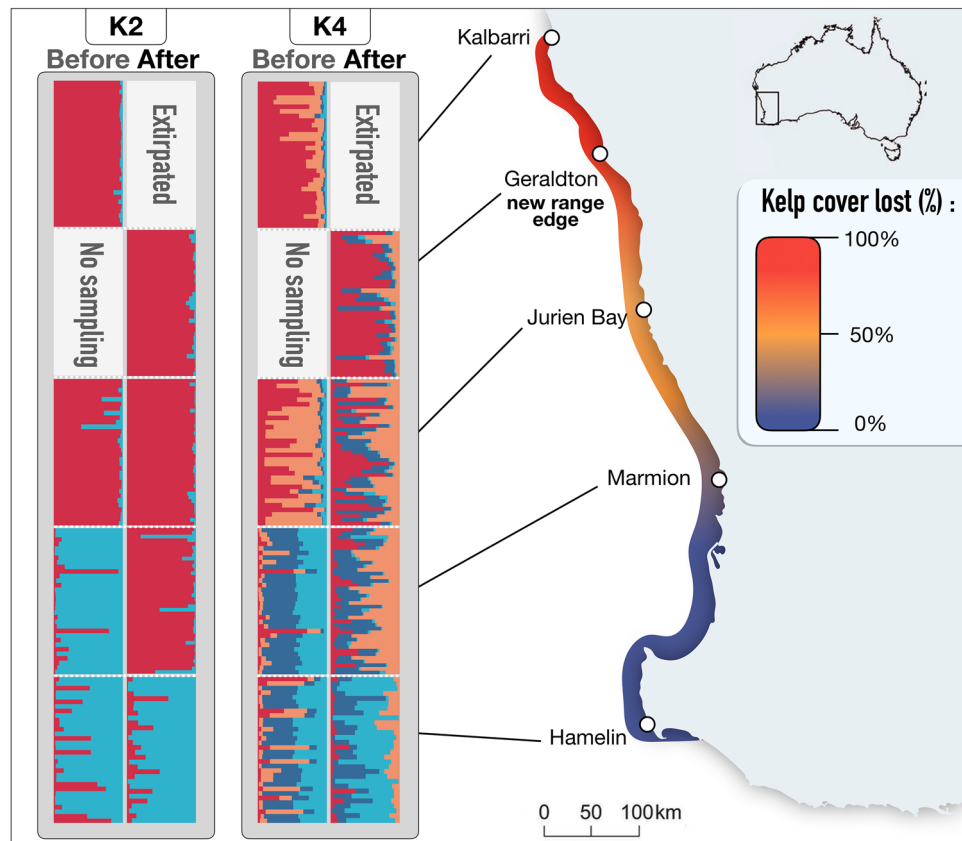 K2
K4
Before After
Before After
Extirpated
Extirpated
No sampling
No sampling
Kalbarri
Geraldton
new range
edge
Jurien Bay
Marmion
Hamelin
Kelp cover lost (%) :
100%
50%
0%
0 50 100km